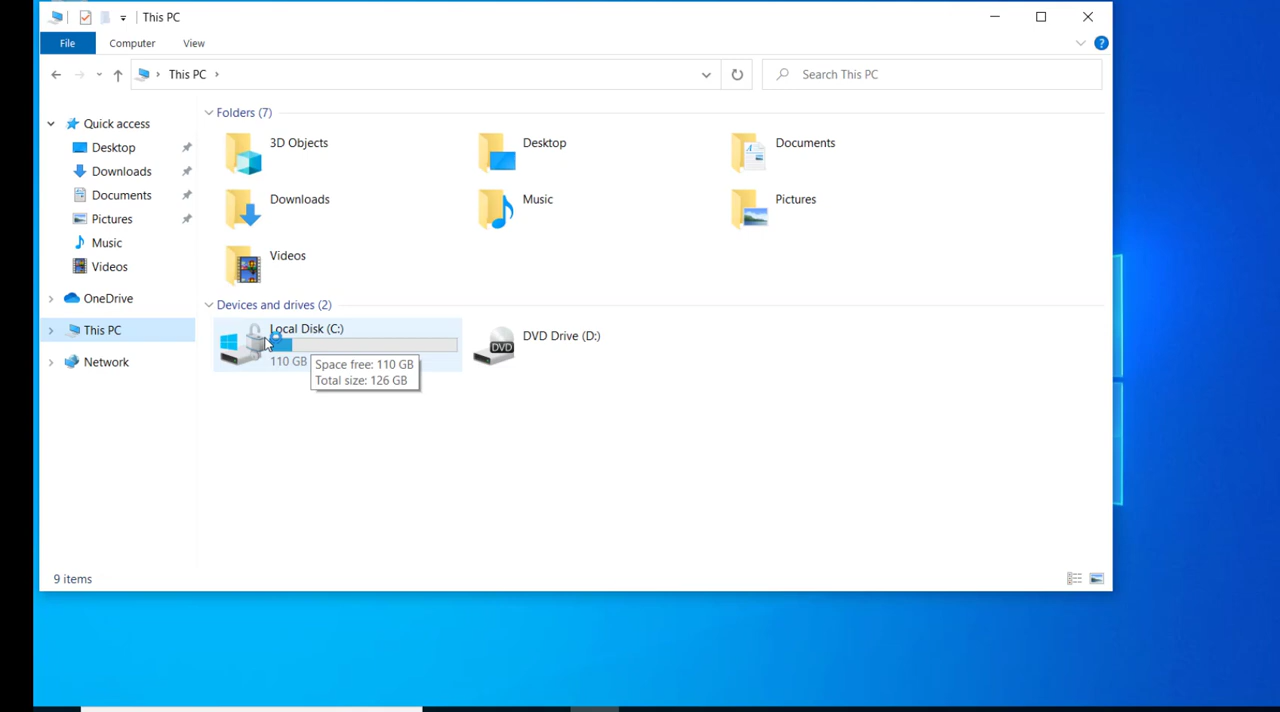 This PC
File Computer View
This PC
Search This PC
Quick access
Desktop
Downloads
Documents
Pictures
Music
Videos
OneDrive
This PC
Network
Folders (7)
3D Objects
Desktop
Documents
Downloads
Music
Pictures
Videos
Devices and drives (2)
Local Disk (C:)
110 GB
Space free: 110 GB
Total size: 126 GB
DVD
DVD Drive (D:)
9 items